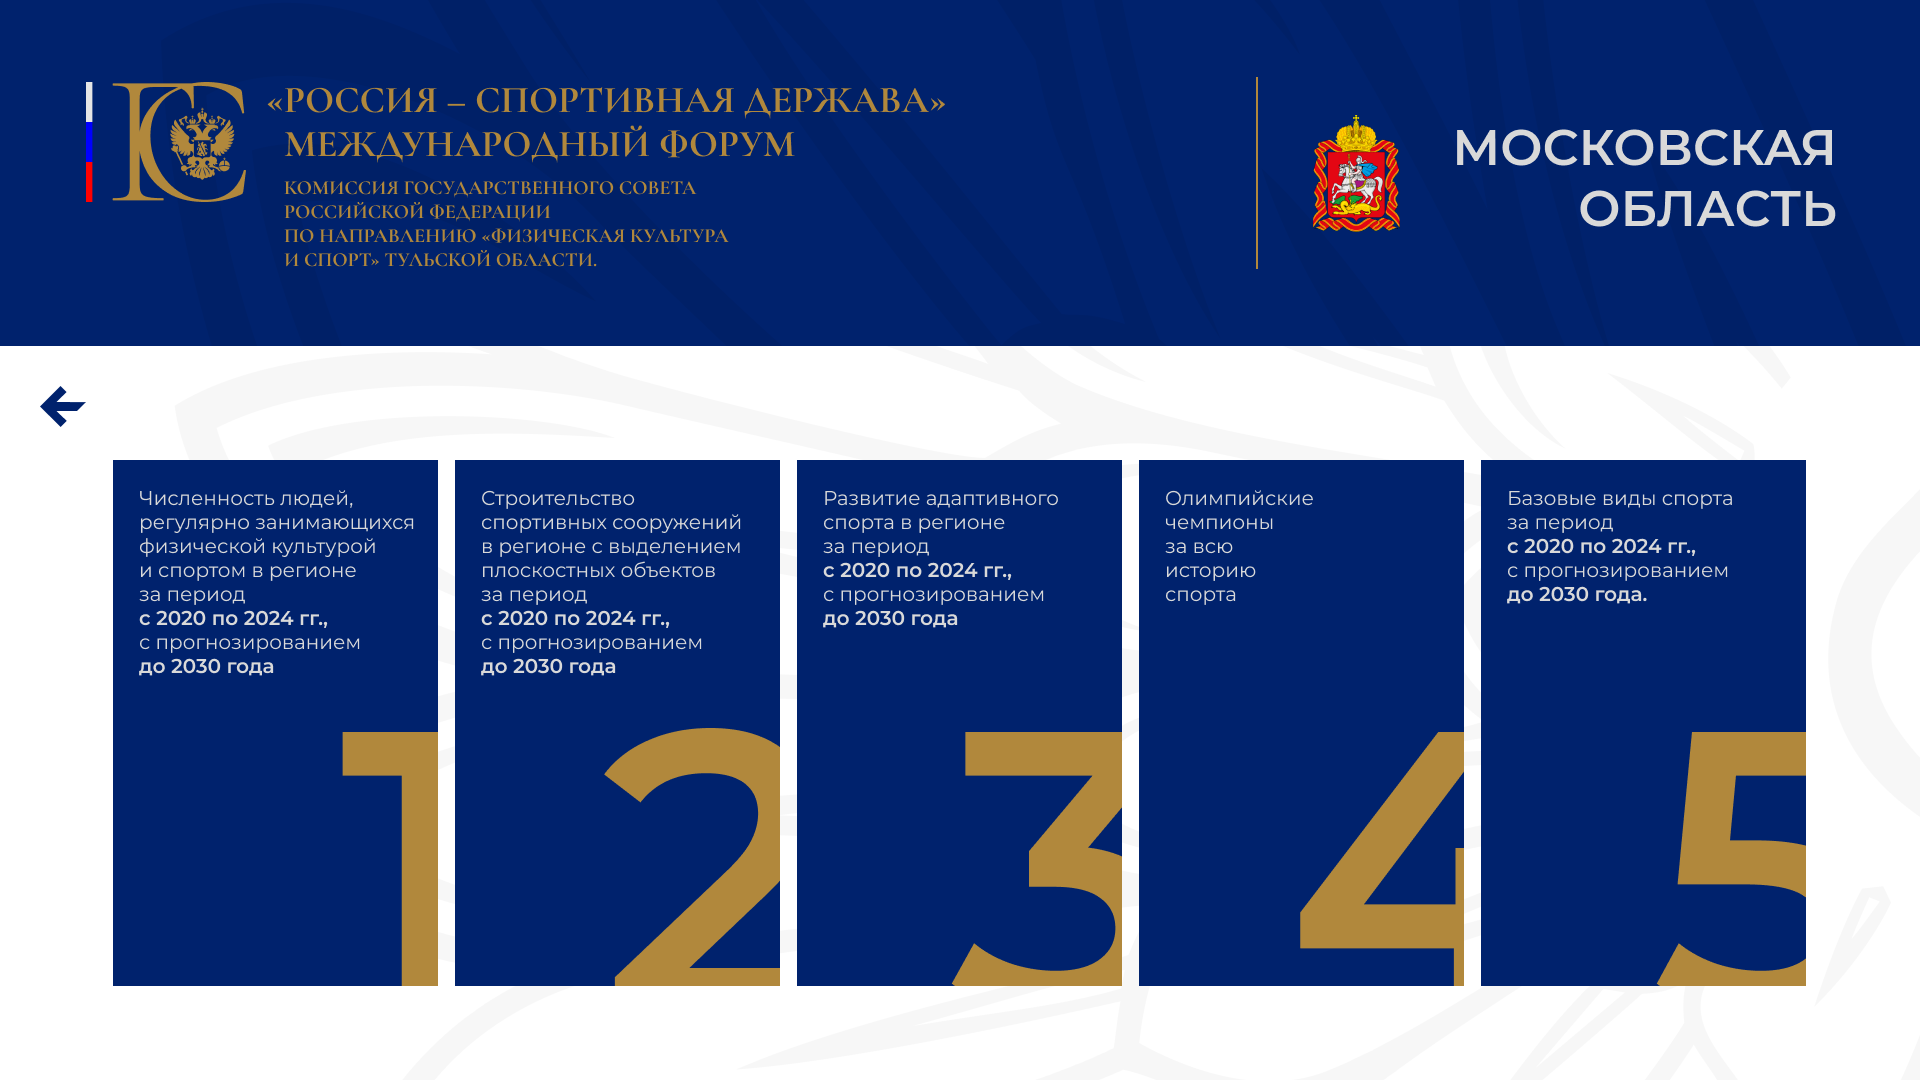 «РОССИЯ – СПОРТИВНАЯ ДЕРЖАВА»
МЕЖДУНАРОДНЫЙ ФОРУМ
КОМИССИЯ ГОСУДАРСТВЕННОГО СОВЕТА
РОССИЙСКОЙ ФЕДЕРАЦИИ
ПО НАПРАВЛЕНИЮ «ФИЗИЧЕСКАЯ КУЛЬТУРА
И СПОРТ» ТУЛЬСКОЙ ОБЛАСТИ.
МОСКОВСКАЯ
ОБЛАСТЬ
Численность людей,
регулярно занимающихся
физической культурой
и спортом в регионе
за период
с 2020 по 2024 гг.,
с прогнозированием
до 2030 года
1
Строительство
спортивных сооружений
в регионе с выделением
плоскостных объектов
за период
с 2020 по 2024 гг.,
с прогнозированием
до 2030 года
2
Развитие адаптивного
спорта в регионе
за период
с 2020 по 2024 гг.,
с прогнозированием
до 2030 года
3
Олимпийские
чемпионы
за всю
историю
спорта
4
Базовые виды спорта
за период
с 2020 по 2024 гг.,
с прогнозированием
до 2030 года.
5